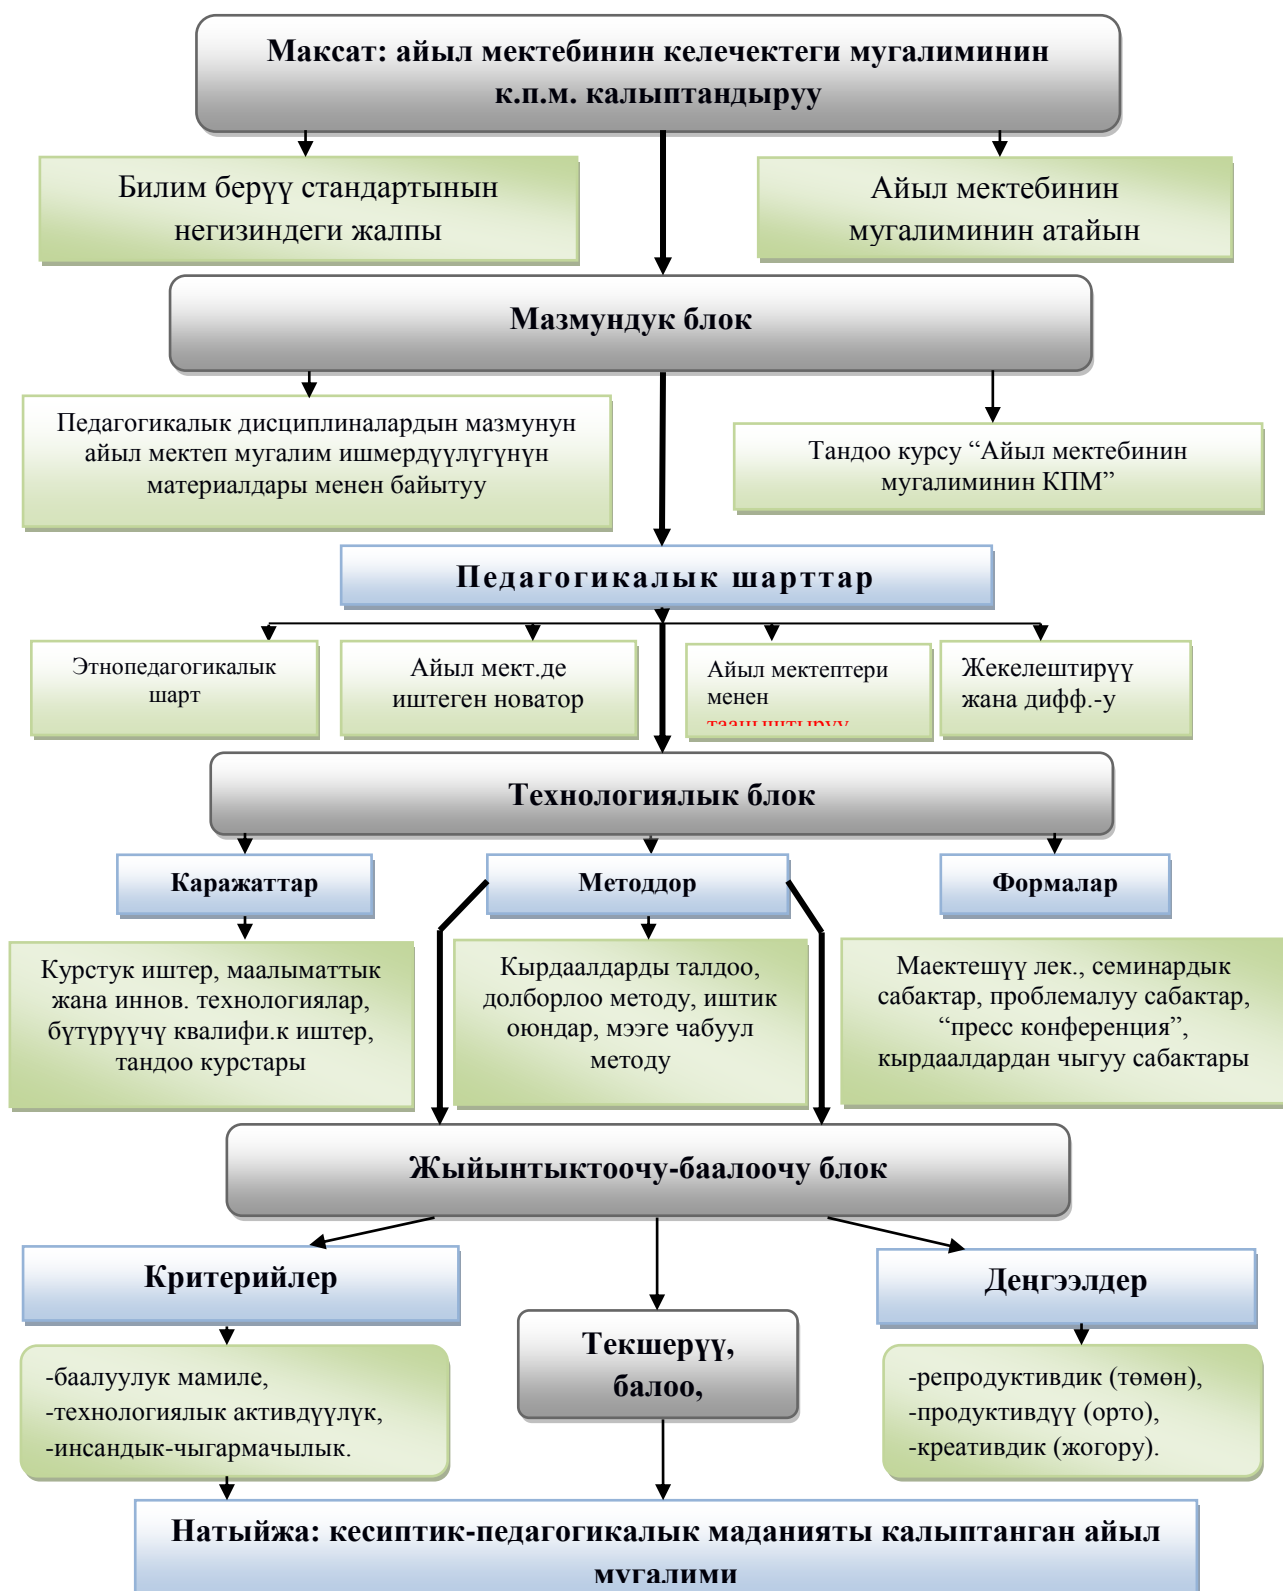 Максат: айыл мектебинин келечектеги мугалиминин
к.п.м. калыптандыруу
Билим берүү стандартынын
негизиндеги жалпы
Айыл мектебинин
мугалиминин атайын
Мазмундук блок
Педагогикалык дисциплиналардын мазмунун
айыл мектеп мугалим ишмердүүлүгүнүн
материалдары менен байытуу
Тандоо курсу “Айыл мектебинин
мугалиминин КПМ”
Педагогикалык шарттар
Этнопедагогикалык
шарт
Айыл мект.де
иштеген новатор
Айыл мектептери
менен
тааныштыруу
Жекелештирүү
жана дифф.-у
Технологиялык блок
Каражаттар
Методдор
Формалар
Курстук иштер, маалыматтык
жана иннов. технологиялар,
бүтүрүүчү квалифи.к иштер,
тандоо курстары
Кырдаалдарды талдоо,
долборлоо методу, иштик
оюндар, мээге чабуул
методу
Маектешүү лек., семинардык
сабактар, проблемалуу сабактар,
“пресс конференция”,
кырдаалдардан чыгуу сабактары
Жыйынтыктоочу-баалоочу блок
Критерийлер
Текшерүү,
балоо,
Деңгээлдер
-баалуулук мамиле,
-технологиялык активдүүлүк,
-инсандык-чыгармачылык.
-репродуктивдик (төмөн),
-продуктивдүү (орто),
-креативдик (жогору).
Натыйжа: кесиптик-педагогикалык маданияты калыптанган айыл
мугалими